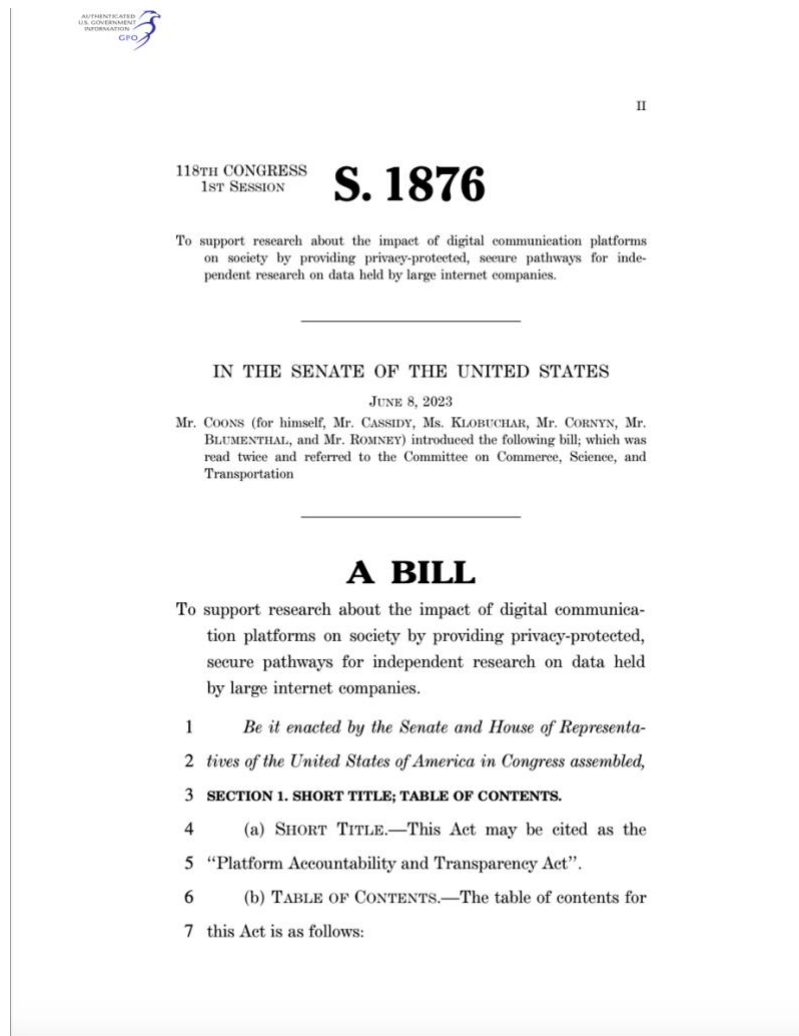 AUTHENTICATED
U.S. GOVERNMENT
INFORMATION
GPO
II
118TH CONGRESS
1ST SESSION
S. 1876
To support research about the impact of digital communication platforms
on society by providing privacy-protected, secure pathways for inde-
pendent research on data held by large internet companies.
IN THE SENATE OF THE UNITED STATES
JUNE 8, 2023
Mr. COONS (for himself, Mr. CASSIDY, Ms. KLOBUCHAR, Mr. CORNYN, Mr.
BLUMENTHAL, and Mr. ROMNEY) introduced the following bill; which was
read twice and referred to the Committee on Commerce, Science, and
Transportation
A BILL
To support research about the impact of digital communica-
tion platforms on society by providing privacy-protected,
secure pathways for independent research on data held
by large internet companies.
1 Be it enacted by the Senate and House of Representa-
2 tives of the United States of America in Congress assembled,
3 SECTION 1. SHORT TITLE; TABLE OF CONTENTS.
4 (a) SHORT TITLE.—This Act may be cited as the
5 “Platform Accountability and Transparency Act”.
6 (b) TABLE OF CONTENTS.—The table of contents for
7 this Act is as follows: